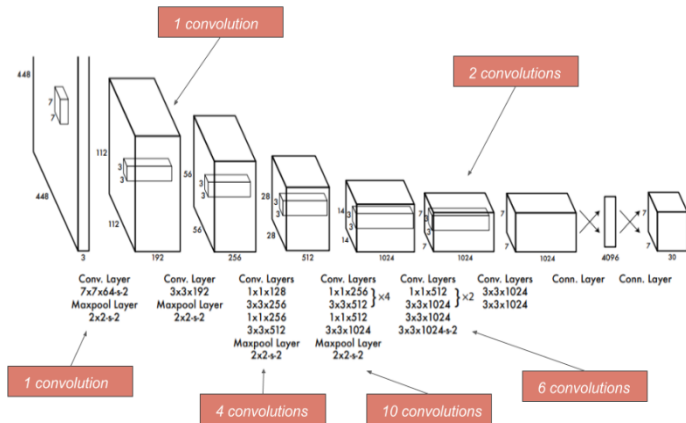 1 convolution
2 convolutions
448
448
7
7
3
112
112
3
3
192
56
56
3
3
256
28
28
3
3
512
14
14
3
3
1024
7
7
3
3
1024
7
7
1024
4096
7
7
30
Conv. Layer
7x7x64-s-2
Maxpool Layer
2x2-s-2
Conv. Layer
3x3x192
Maxpool Layer
2x2-s-2
Conv. Layers
1x1x128
3x3x256
1x1x256
3x3x512
Maxpool Layer
2x2-s-2
Conv. Layers
1x1x256
3x3x512
}×4
1x1x512
3x3x1024
Maxpool Layer
2x2-s-2
Conv. Layers
1x1x512
3x3x1024
}×2
3x3x1024
3x3x1024-s-2
Conv. Layers
3x3x1024
3x3x1024
Conn. Layer
Conn. Layer
1 convolution
4 convolutions
10 convolutions
6 convolutions